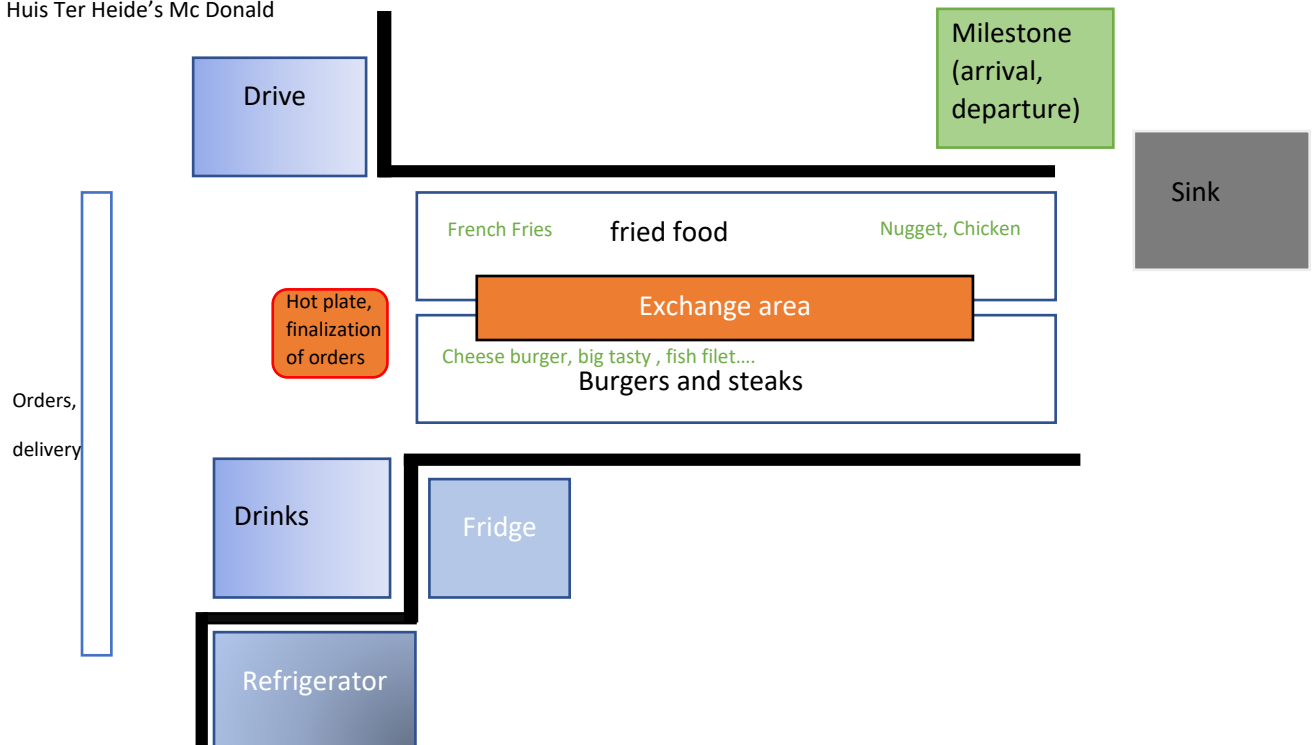 Huis Ter Heide’s Mc Donald
Milestone
(arrival,
departure)
Drive
Sink
French Fries
fried food
Nugget, Chicken
Exchange area
Hot plate,
finalization
of orders
Cheese burger, big tasty , fish filet....
Burgers and steaks
Orders,
delivery
Drinks
Fridge
Refrigerator